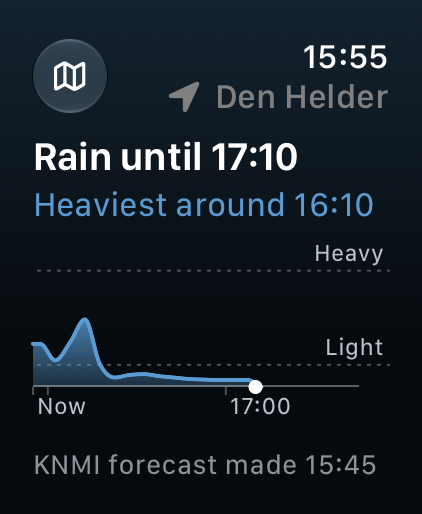 15:55
Den Helder
Rain until 17:10
Heaviest around 16:10
Heavy
Light
Now 17:00
KNMI forecast made 15:45